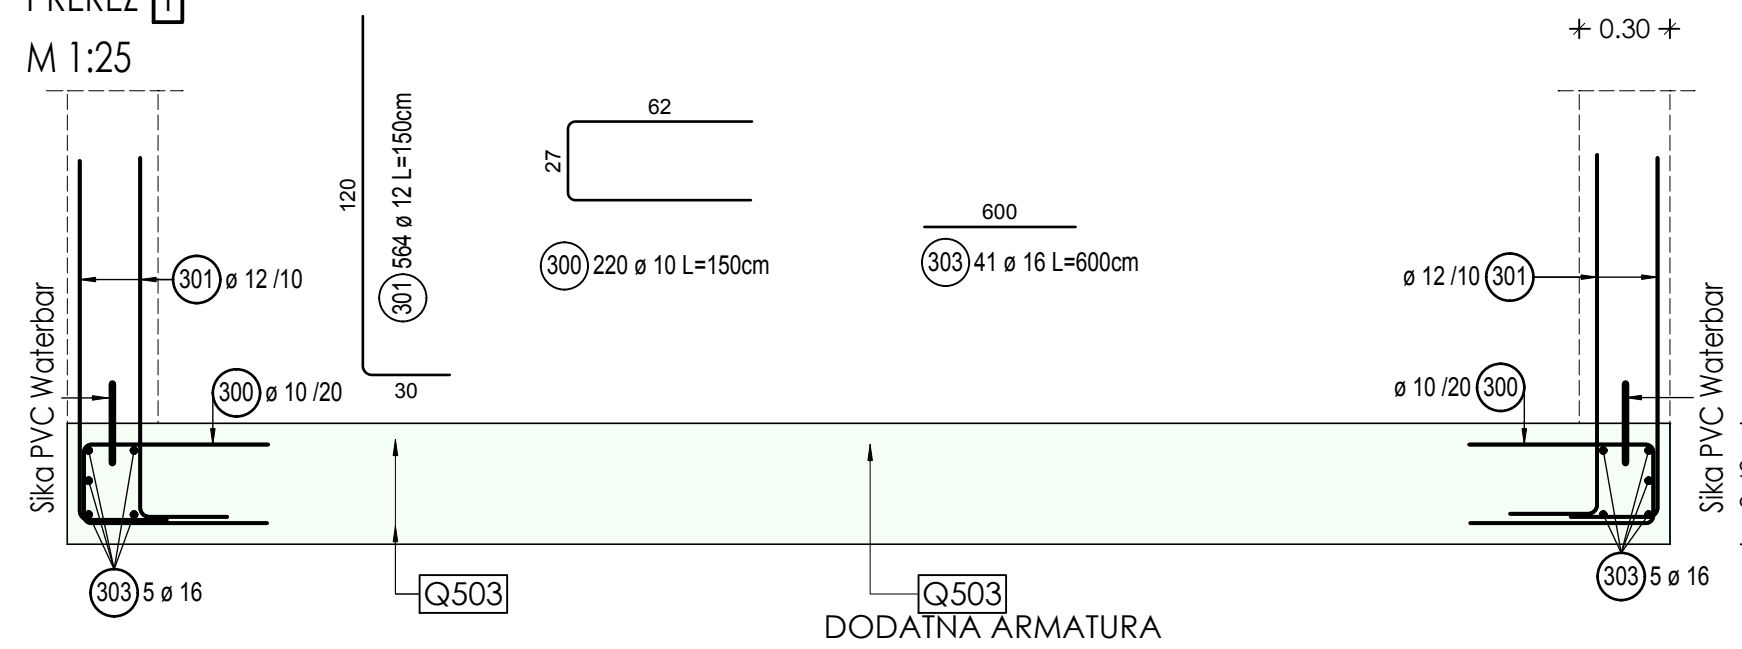 PREREZ 1
M 1:25
0.30
62
27
120
301 564 ø 12 L=150cm
30
300 220 ø 10 L=150cm
600
303 41 ø 16 L=600cm
301 ø 12 /10
ø 12 /10 301
Sika PVC Waterbar
300 ø 10 /20
ø 10 /20 300
Sika PVC Waterbar
303 5 ø 16
Q503
Q503
303 5 ø 16
DODATNA ARMATURA